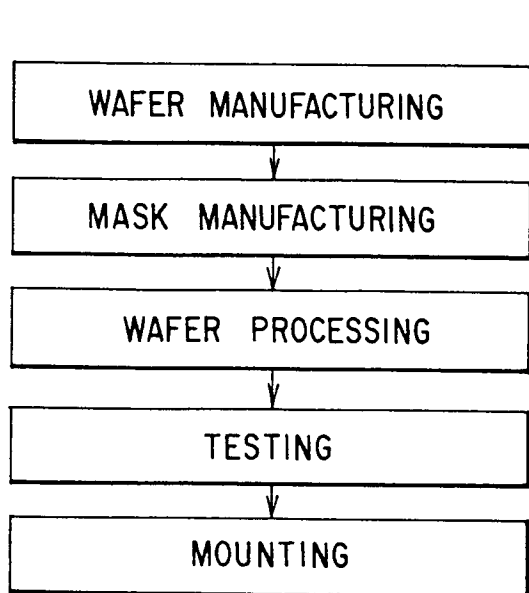 WAFER MANUFACTURING
MASK MANUFACTURING
WAFER PROCESSING
TESTING
MOUNTING